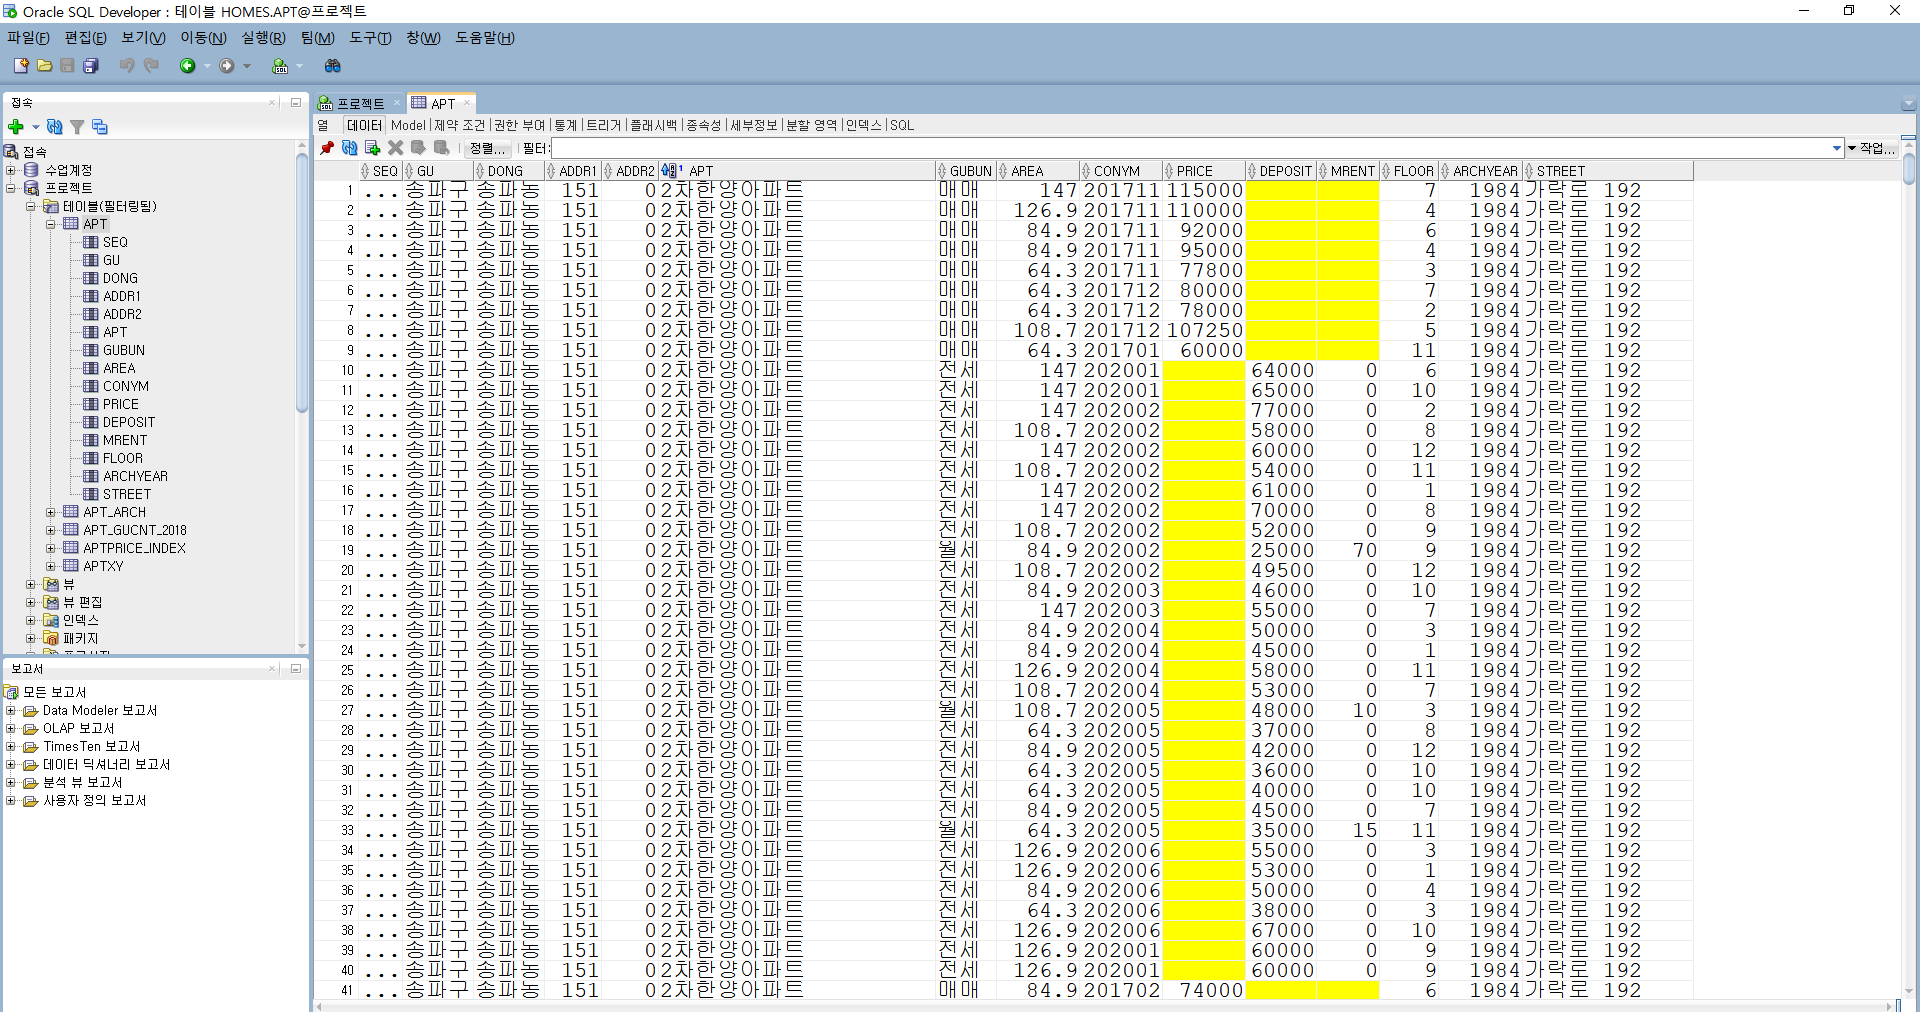 Oracle SQL Developer : 테이블 HOMES.APT@프로젝트
파일(F) 편집(E) 보기(V) 이동(N) 실행(R) 팀(M) 도구(T) 창(W) 도움말(H)
접속
접속
수업계정
프로젝트
테이블(필터링됨)
APT
SEQ
GU
DONG
ADDR1
ADDR2
APT
GUBUN
AREA
CONYM
PRICE
DEPOSIT
MRENT
FLOOR
ARCHYEAR
STREET
APT_ARCH
APT_GUCNT_2018
APTPRICE_INDEX
APTXY
뷰
뷰 편집
인덱스
패키지
보고서
모든 보고서
Data Modeler 보고서
OLAP 보고서
TimesTen 보고서
데이터 딕셔너리 보고서
분석 뷰 보고서
사용자 정의 보고서
프로젝트 APT
열 데이터 Model 제약 조건 권한 부여 통계 트리거 플래시백 종속성 세부정보 분할 영역 인덱스 SQL
정렬... 필터: 작업...
SEQ GU DONG ADDR1 ADDR2 1 APT GUBUN AREA CONYM PRICE DEPOSIT MRENT FLOOR ARCHYEAR STREET
1 ... 송파구 송파동 151 0 2차한양아파트 매매 147 201711 115000 7 1984 가락로 192
2 ... 송파구 송파동 151 0 2차한양아파트 매매 126.9 201711 110000 4 1984 가락로 192
3 ... 송파구 송파동 151 0 2차한양아파트 매매 84.9 201711 92000 6 1984 가락로 192
4 ... 송파구 송파동 151 0 2차한양아파트 매매 84.9 201711 95000 4 1984 가락로 192
5 ... 송파구 송파동 151 0 2차한양아파트 매매 64.3 201711 77800 3 1984 가락로 192
6 ... 송파구 송파동 151 0 2차한양아파트 매매 64.3 201712 80000 7 1984 가락로 192
7 ... 송파구 송파동 151 0 2차한양아파트 매매 64.3 201712 78000 2 1984 가락로 192
8 ... 송파구 송파동 151 0 2차한양아파트 매매 108.7 201712 107250 5 1984 가락로 192
9 ... 송파구 송파동 151 0 2차한양아파트 매매 64.3 201701 60000 11 1984 가락로 192
10 ... 송파구 송파동 151 0 2차한양아파트 전세 147 202001 64000 0 6 1984 가락로 192
11 ... 송파구 송파동 151 0 2차한양아파트 전세 147 202001 65000 0 10 1984 가락로 192
12 ... 송파구 송파동 151 0 2차한양아파트 전세 147 202002 77000 0 2 1984 가락로 192
13 ... 송파구 송파동 151 0 2차한양아파트 전세 108.7 202002 58000 0 8 1984 가락로 192
14 ... 송파구 송파동 151 0 2차한양아파트 전세 147 202002 60000 0 12 1984 가락로 192
15 ... 송파구 송파동 151 0 2차한양아파트 전세 108.7 202002 54000 0 11 1984 가락로 192
16 ... 송파구 송파동 151 0 2차한양아파트 전세 147 202002 61000 0 1 1984 가락로 192
17 ... 송파구 송파동 151 0 2차한양아파트 전세 147 202002 70000 0 8 1984 가락로 192
18 ... 송파구 송파동 151 0 2차한양아파트 전세 108.7 202002 52000 0 9 1984 가락로 192
19 ... 송파구 송파동 151 0 2차한양아파트 월세 84.9 202002 25000 70 9 1984 가락로 192
20 ... 송파구 송파동 151 0 2차한양아파트 전세 108.7 202002 49500 0 12 1984 가락로 192
21 ... 송파구 송파동 151 0 2차한양아파트 전세 84.9 202003 46000 0 10 1984 가락로 192
22 ... 송파구 송파동 151 0 2차한양아파트 전세 147 202003 55000 0 7 1984 가락로 192
23 ... 송파구 송파동 151 0 2차한양아파트 전세 84.9 202004 50000 0 3 1984 가락로 192
24 ... 송파구 송파동 151 0 2차한양아파트 전세 84.9 202004 45000 0 1 1984 가락로 192
25 ... 송파구 송파동 151 0 2차한양아파트 전세 126.9 202004 58000 0 11 1984 가락로 192
26 ... 송파구 송파동 151 0 2차한양아파트 전세 108.7 202004 53000 0 7 1984 가락로 192
27 ... 송파구 송파동 151 0 2차한양아파트 월세 108.7 202005 48000 10 3 1984 가락로 192
28 ... 송파구 송파동 151 0 2차한양아파트 전세 64.3 202005 37000 0 8 1984 가락로 192
29 ... 송파구 송파동 151 0 2차한양아파트 전세 84.9 202005 42000 0 12 1984 가락로 192
30 ... 송파구 송파동 151 0 2차한양아파트 전세 64.3 202005 36000 0 10 1984 가락로 192
31 ... 송파구 송파동 151 0 2차한양아파트 전세 64.3 202005 40000 0 10 1984 가락로 192
32 ... 송파구 송파동 151 0 2차한양아파트 전세 84.9 202005 45000 0 7 1984 가락로 192
33 ... 송파구 송파동 151 0 2차한양아파트 월세 64.3 202005 35000 15 11 1984 가락로 192
34 ... 송파구 송파동 151 0 2차한양아파트 전세 126.9 202006 55000 0 3 1984 가락로 192
35 ... 송파구 송파동 151 0 2차한양아파트 전세 126.9 202006 53000 0 1 1984 가락로 192
36 ... 송파구 송파동 151 0 2차한양아파트 전세 84.9 202006 50000 0 4 1984 가락로 192
37 ... 송파구 송파동 151 0 2차한양아파트 전세 64.3 202006 38000 0 3 1984 가락로 192
38 ... 송파구 송파동 151 0 2차한양아파트 전세 126.9 202006 67000 0 10 1984 가락로 192
39 ... 송파구 송파동 151 0 2차한양아파트 전세 126.9 202001 60000 0 9 1984 가락로 192
40 ... 송파구 송파동 151 0 2차한양아파트 전세 126.9 202001 60000 0 9 1984 가락로 192
41 ... 송파구 송파동 151 0 2차한양아파트 매매 84.9 201702 74000 6 1984 가락로 192